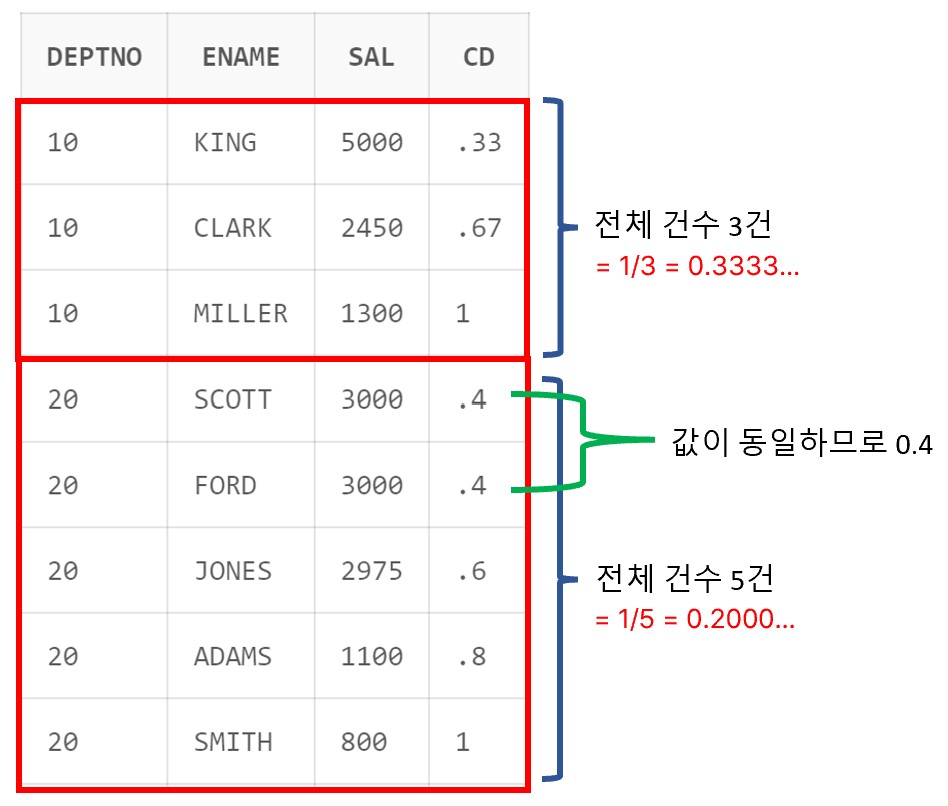 DEPTNO ENAME SAL CD
10 KING 5000 .33
10 CLARK 2450 .67
10 MILLER 1300 1
전체 건수 3건
= 1/3 = 0.3333...
20 SCOTT 3000 .4
20 FORD 3000 .4
값이 동일하므로 0.4
20 JONES 2975 .6
20 ADAMS 1100 .8
20 SMITH 800 1
전체 건수 5건
= 1/5 = 0.2000...